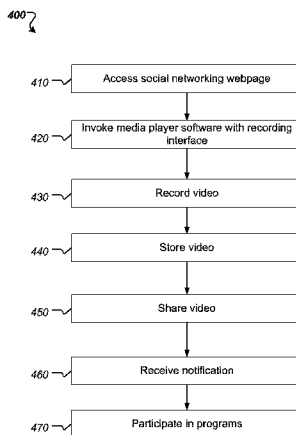 400
410 Access social networking webpage
420 Invoke media player software with recording
interface
430 Record video
440 Store video
450 Share video
460 Receive notification
470 Participate in programs